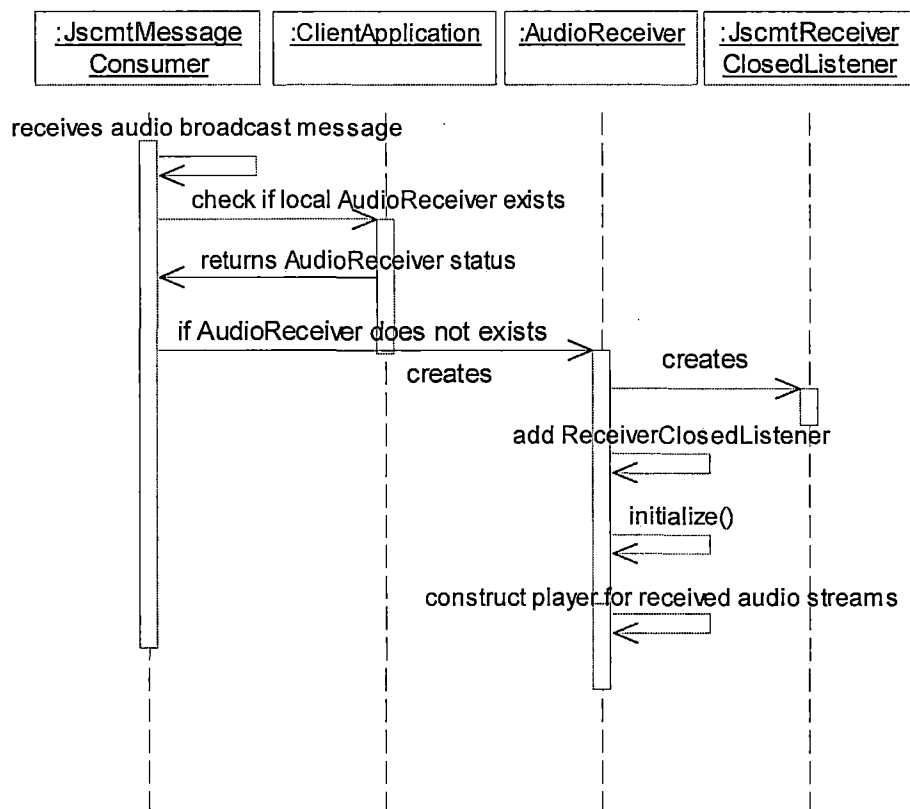 :JscmtMessage
Consumer
:ClientApplication
:AudioReceiver
:JscmtReceiver
ClosedListener
receives audio broadcast message
check if local AudioReceiver exists
returns AudioReceiver status
if AudioReceiver does not exists
creates
creates
add ReceiverClosedListener
initialize()
construct player for received audio streams